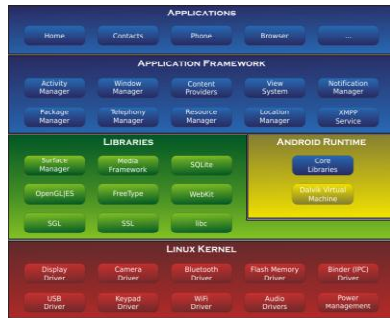 APPLICATIONS
Home
Contacts
Phone
Browser
...
APPLICATION FRAMEWORK
Activity
Manager
Window
Manager
Content
Providers
View
System
Notification
Manager
Package
Manager
Telephony
Manager
Resource
Manager
Location
Manager
XMPP
Service
LIBRARIES
Surface
Manager
Media
Framework
SQLite
OpenGL|ES
FreeType
WebKit
SGL
SSL
libc
ANDROID RUNTIME
Core
Libraries
Dalvik Virtual
Machine
LINUX KERNEL
Display
Driver
Camera
Driver
Bluetooth
Driver
Flash Memory
Driver
Binder (IPC)
Driver
USB
Driver
Keypad
Driver
WiFi
Driver
Audio
Drivers
Power
Management